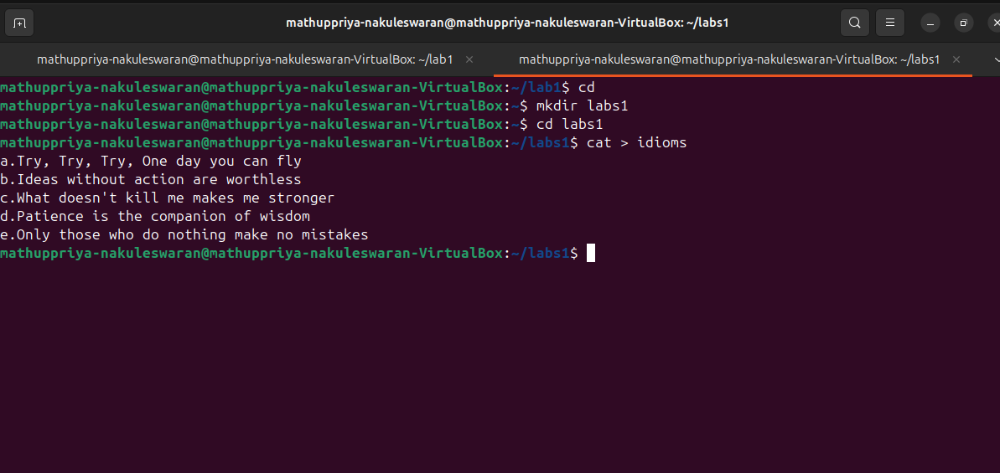 mathuppriya-nakuleswaran@mathuppriya-nakuleswaran-VirtualBox: ~/labs1
mathuppriya-nakuleswaran@mathuppriya-nakuleswaran-VirtualBox: ~/lab1
mathuppriya-nakuleswaran@mathuppriya-nakuleswaran-VirtualBox: ~/labs1
mathuppriya-nakuleswaran@mathuppriya-nakuleswaran-VirtualBox:~/lab1$ cd
mathuppriya-nakuleswaran@mathuppriya-nakuleswaran-VirtualBox:~$ mkdir labs1
mathuppriya-nakuleswaran@mathuppriya-nakuleswaran-VirtualBox:~$ cd labs1
mathuppriya-nakuleswaran@mathuppriya-nakuleswaran-VirtualBox:~/labs1$ cat > idioms
a.Try, Try, Try, One day you can fly
b.Ideas without action are worthless
c.What doesn't kill me makes me stronger
d.Patience is the companion of wisdom
e.Only those who do nothing make no mistakes
mathuppriya-nakuleswaran@mathuppriya-nakuleswaran-VirtualBox:~/labs1$